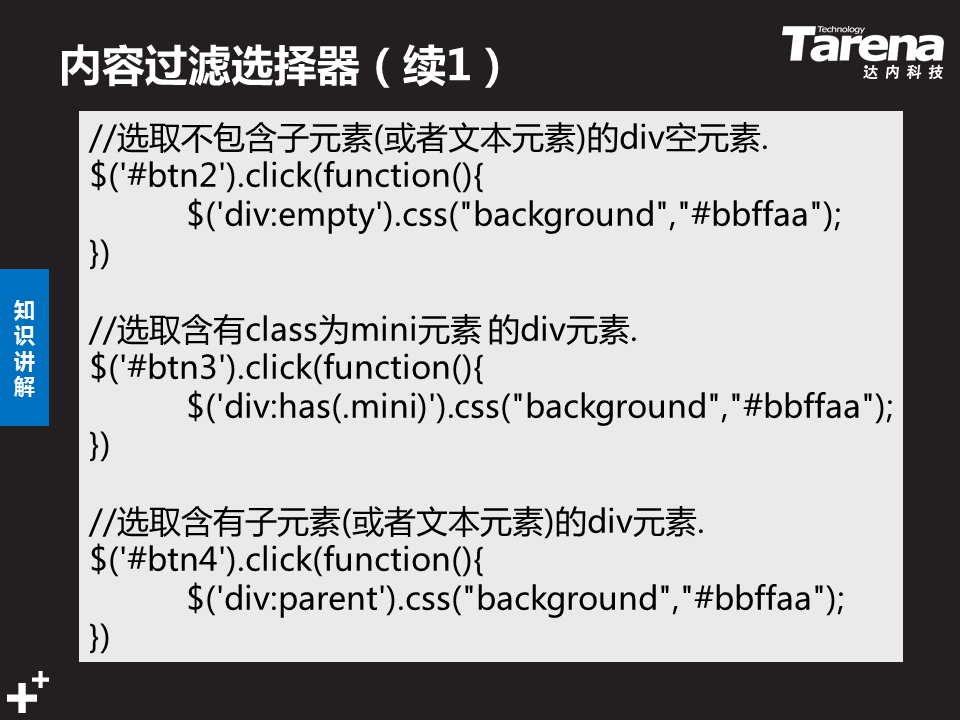 内容过滤选择器（续1）
Technology
Tarena
达内科技
//选取不包含子元素(或者文本元素)的div空元素.
$('#btn2').click(function(){
$('div:empty').css("background","#bbffaa");
})
//选取含有class为mini元素 的div元素.
$('#btn3').click(function(){
$('div:has(.mini)').css("background","#bbffaa");
})
//选取含有子元素(或者文本元素)的div元素.
$('#btn4').click(function(){
$('div:parent').css("background","#bbffaa");
})
知
识
讲
解